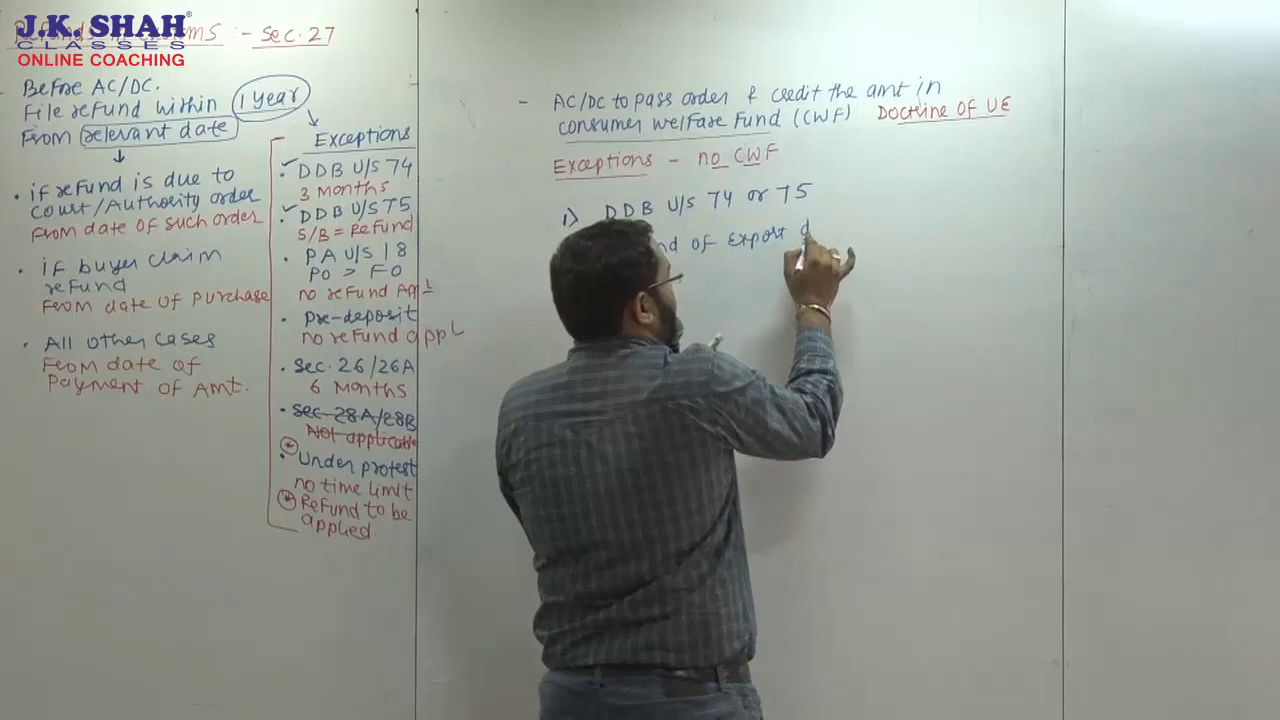 J.K. SHAH®
CLASSES
ONLINE COACHING
:- Sec. 27
Before AC/DC.
File refund within 1 year
From relevant date
• if refund is due to
Court/Authority order
From date of such order
• if buyer claim
refund
From date of purchase
• All other cases
From date of
Payment of Amt.
Exceptions
DDB U/S 74
3 Months
DDB U/S 75
S/B = Refund
• PA U/S 18
PD > FD
no refund Appl
• pre-deposit
no refund appl
• Sec. 26/26A
6 Months
• Sec-28A/28B
Not applicable
• Under protest
no time limit
* Refund to be
applied.
- AC/DC to pass order & credit the amt in
consumer welfare Fund (CWF) Doctrine of UE
Exceptions - no CWF
1) DDB U/S 74 or 75
of Export d